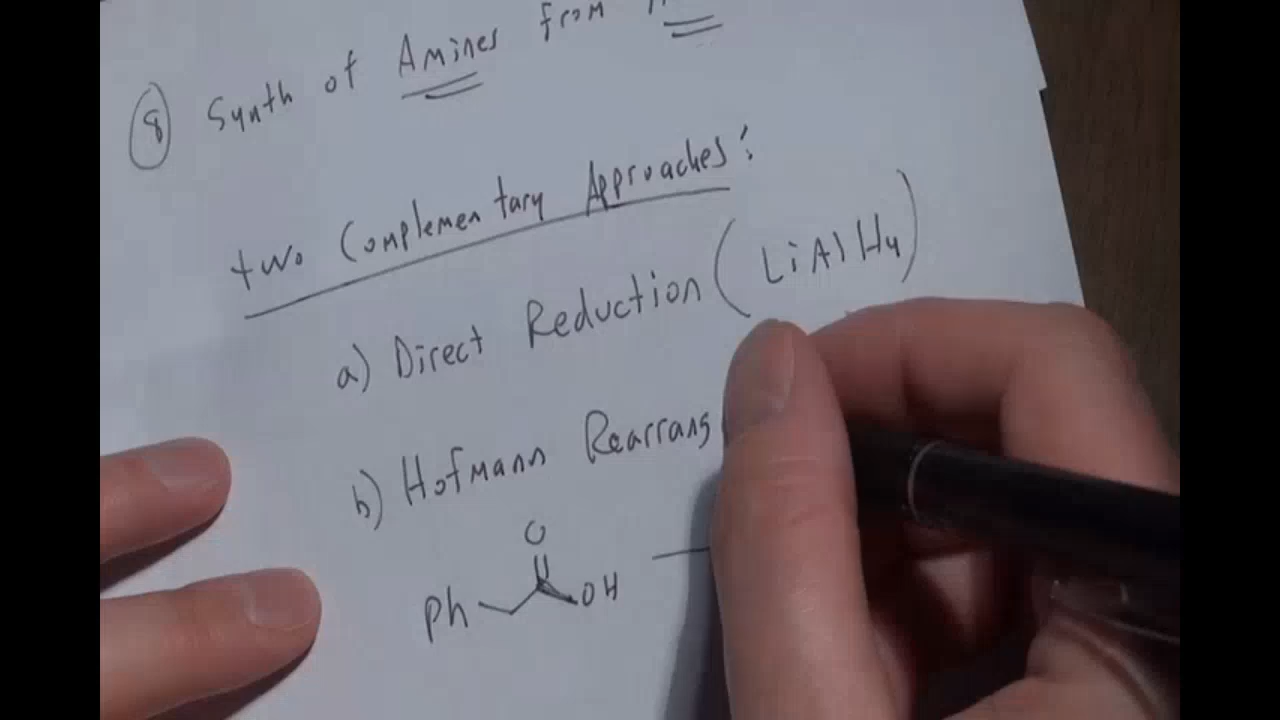 8 Synth of Amines from
two Complementary Approaches:
a) Direct Reduction (LiAlH4)
b) Hofmann Rearrang
O
Ph OH